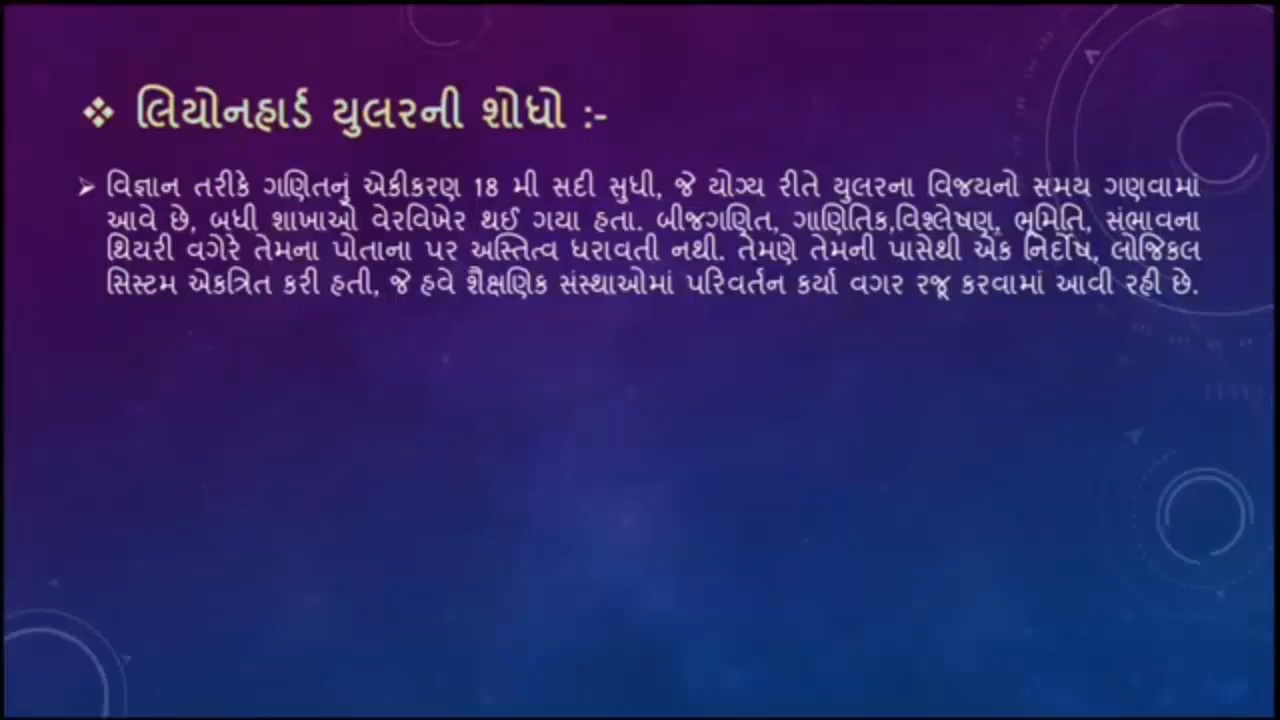 ❖ લિયોનહાર્ડ યુલરની શોધો :-
➢ વિજ્ઞાન તરીકે ગણિતનું એકીકરણ 18 મી સદી સુધી, જે યોગ્ય રીતે યુલરના વિજયનો સમય ગણવામાં
આવે છે, બધી શાખાઓ વેરવિખેર થઈ ગયા હતા. બીજગણિત, ગાણિતિક,વિશ્લેષણ, ભૂમિતિ, સંભાવના
થિયરી વગેરે તેમના પોતાના પર અસ્તિત્વ ધરાવતી નથી. તેમણે તેમની પાસેથી એક નિર્દોષ, લોજિકલ
સિસ્ટમ એકત્રિત કરી હતી, જે હવે શૈક્ષણિક સંસ્થાઓમાં પરિવર્તન કર્યા વગર રજૂ કરવામાં આવી રહી છે.